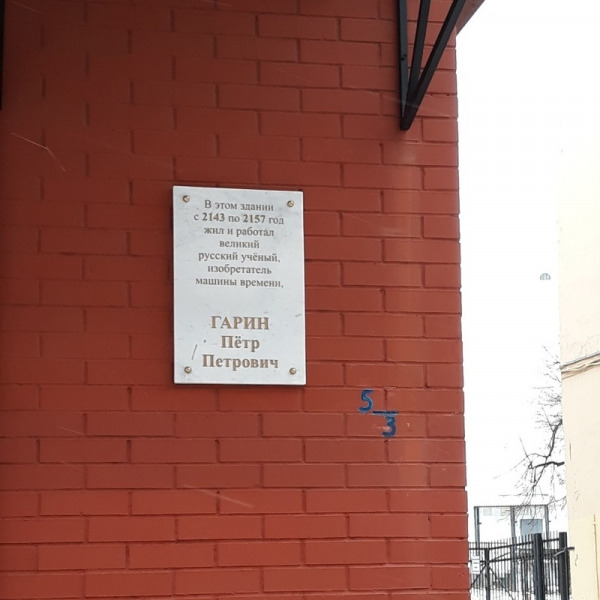 В этом здании
с 2143 по 2157 год
жил и работал
великий
русский учёный,
изобретатель
машины времени,
ГАРИН
Пётр
Петрович
5
3